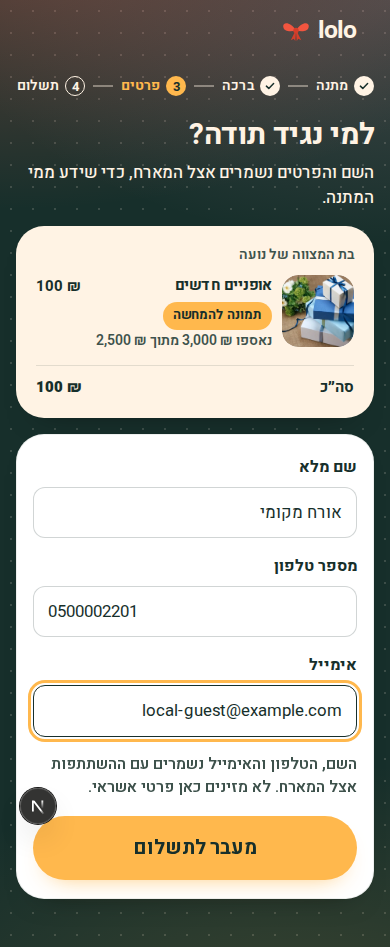 lolo
מתנה
ברכה
3 פרטים
4 תשלום
למי נגיד תודה?
השם והפרטים נשמרים אצל המארח, כדי שידע ממי
המתנה.
בת המצווה של נועה
אופניים חדשים
100 ₪
תמונה להמחשה
נאספו 3,000 ₪ מתוך 2,500 ₪
סה״כ
100 ₪
שם מלא
אורח מקומי
מספר טלפון
0500002201
אימייל
local-guest@example.com
השם, הטלפון והאימייל נשמרים עם ההשתתפות
אצל המארח. לא מזינים כאן פרטי אשראי.
N
מעבר לתשלום